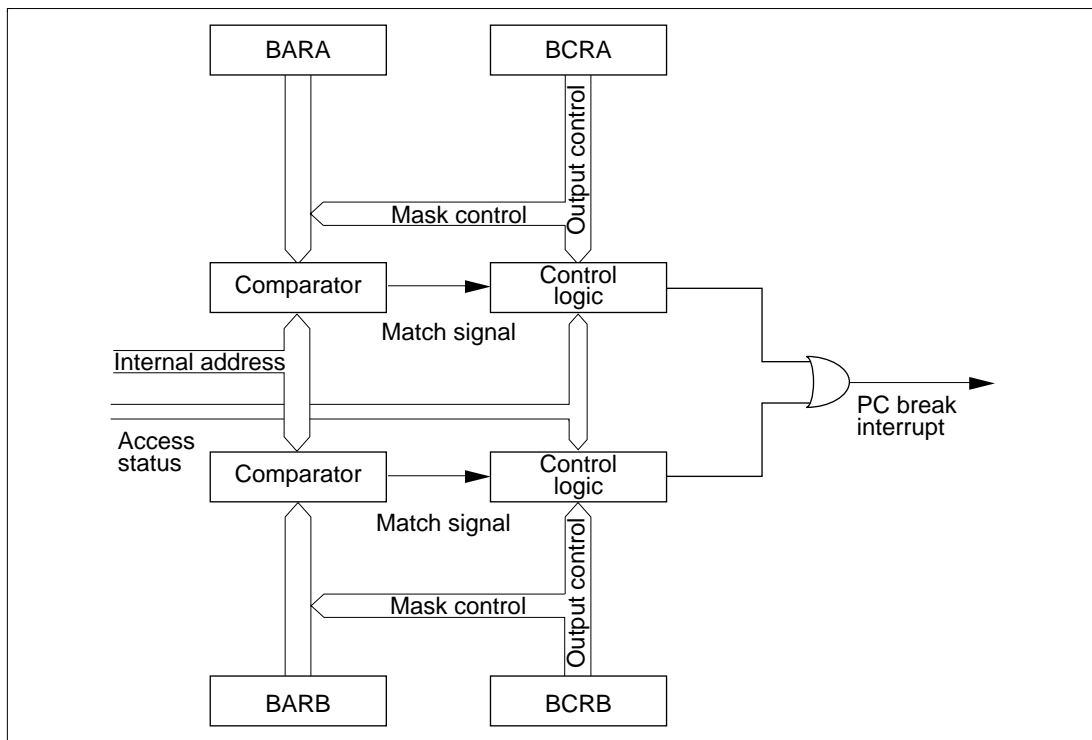 BARA
BCRA
Output control
Mask control
Comparator
Control
logic
Match signal
Internal address
Access
status
PC break
interrupt
Comparator
Control
logic
Match signal
Mask control
Output control
BARB
BCRB